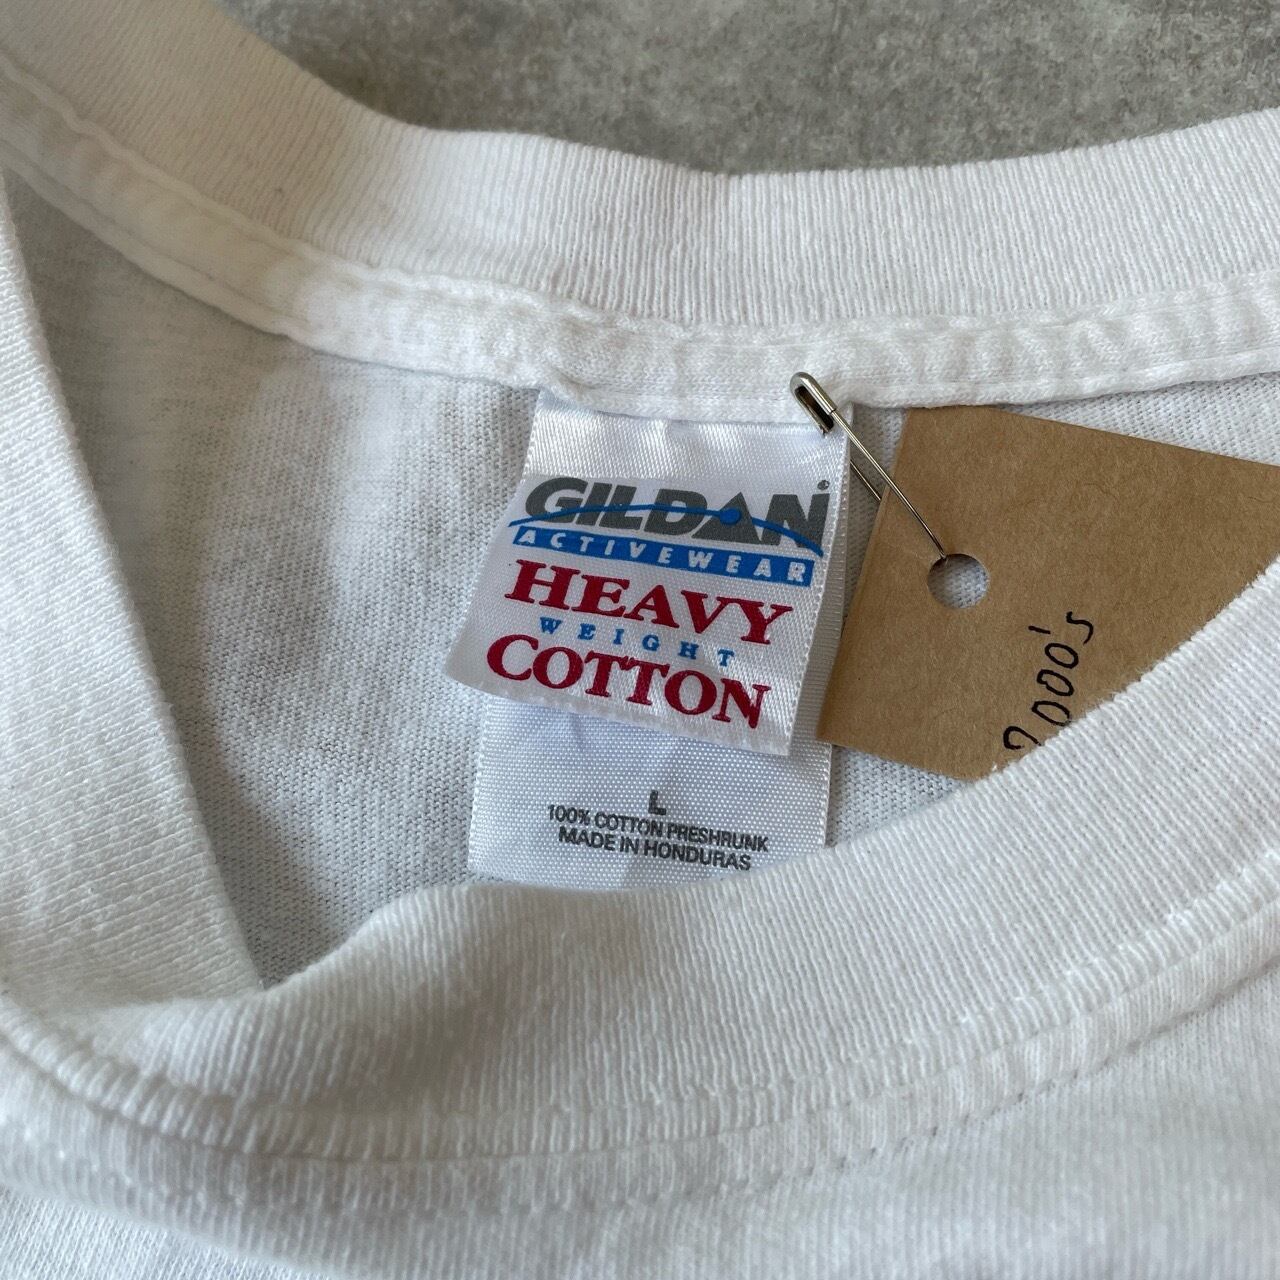 GILDAN®
ACTIVEWEAR
HEAVY
WEIGHT
COTTON
L
100% COTTON PRESHRUNK
MADE IN HONDURAS
2000's